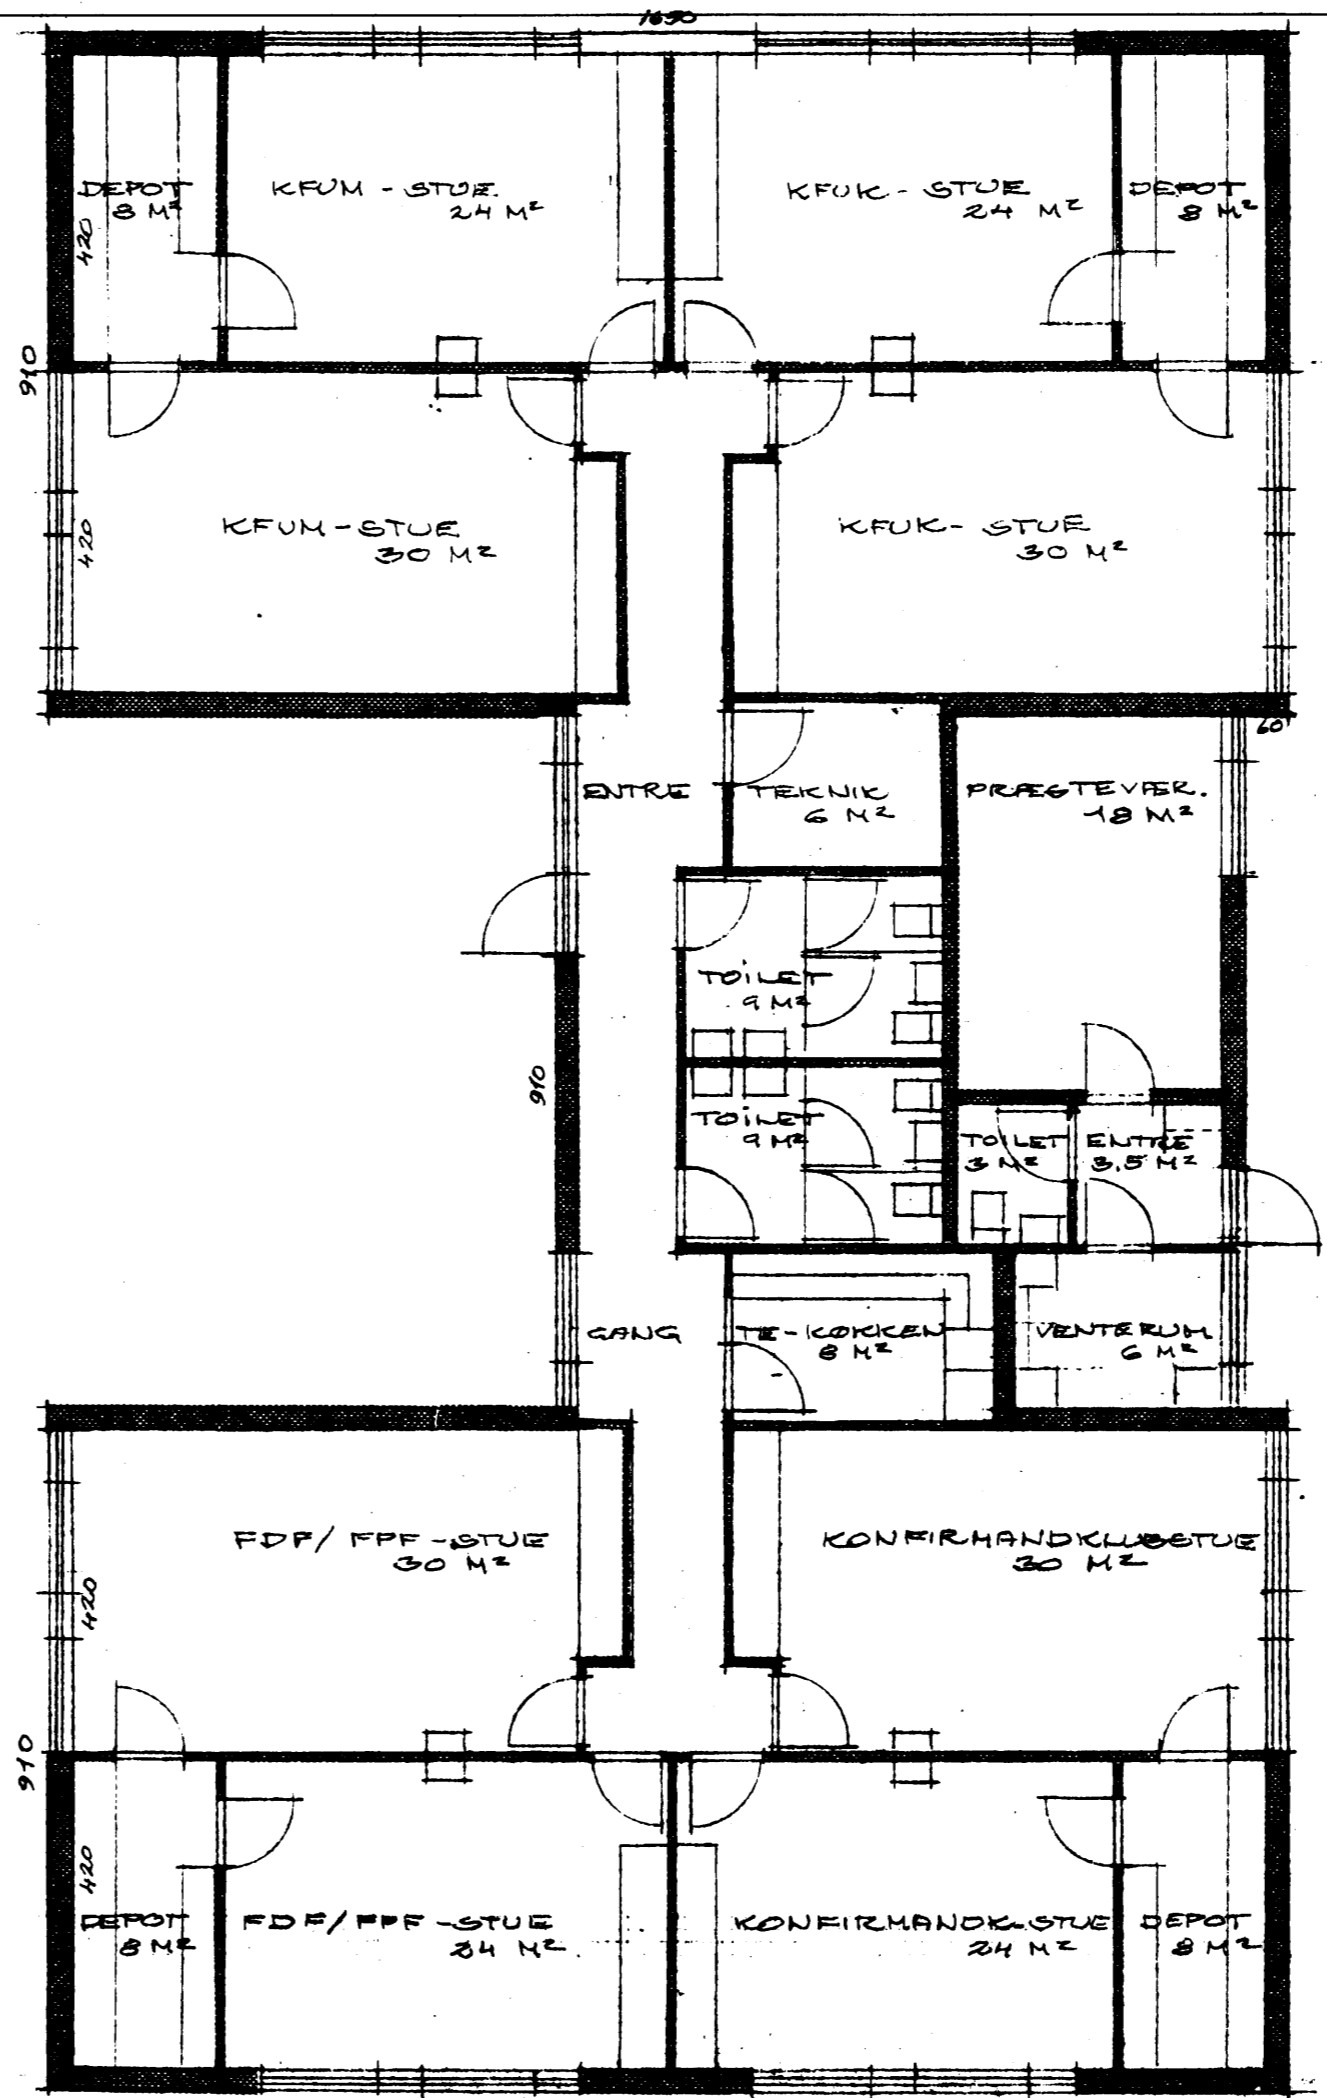 1650
DEPOT
8 M²
KFUM - STUE
24 M²
KFUK - STUE
24 M²
DEPOT
8 M²
420
910
KFUM - STUE
30 M²
KFUK - STUE
30 M²
420
60
ENTRE
TEKNIK
6 M²
PRÆSTEVÆR.
18 M²
TOILET
9 M²
910
TOILET
9 M²
TOILET
3 M²
ENTRE
3,5 M²
GANG
TE-KØKKEN
8 M²
VENTERUM
6 M²
FDF/FPF-STUE
30 M²
KONFIRMANDKLUBSTUE
30 M²
420
910
420
DEPOT
8 M²
FDF/FPF-STUE
24 M²
KONFIRMANDK.STUE
24 M²
DEPOT
8 M²